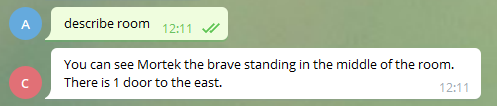 A
describe room
12:11
You can see Mortek the brave standing in the middle of the room.
There is 1 door to the east.
C
12:11